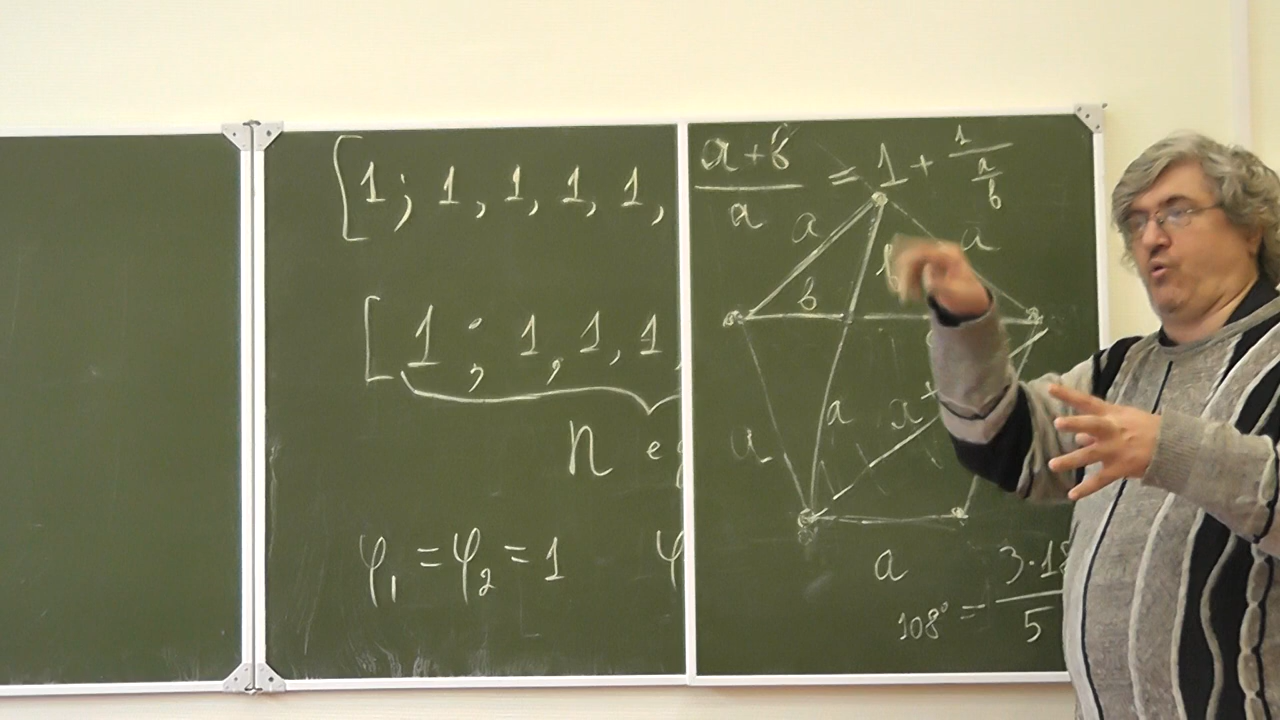 [1; 1, 1, 1, 1,
[1; 1, 1, 1
n е
φ₁ = φ₂ = 1 φ
(a+b)/a = 1 + 1/(a/b)
a a
b b
a a a
a
108° = 3·18/5